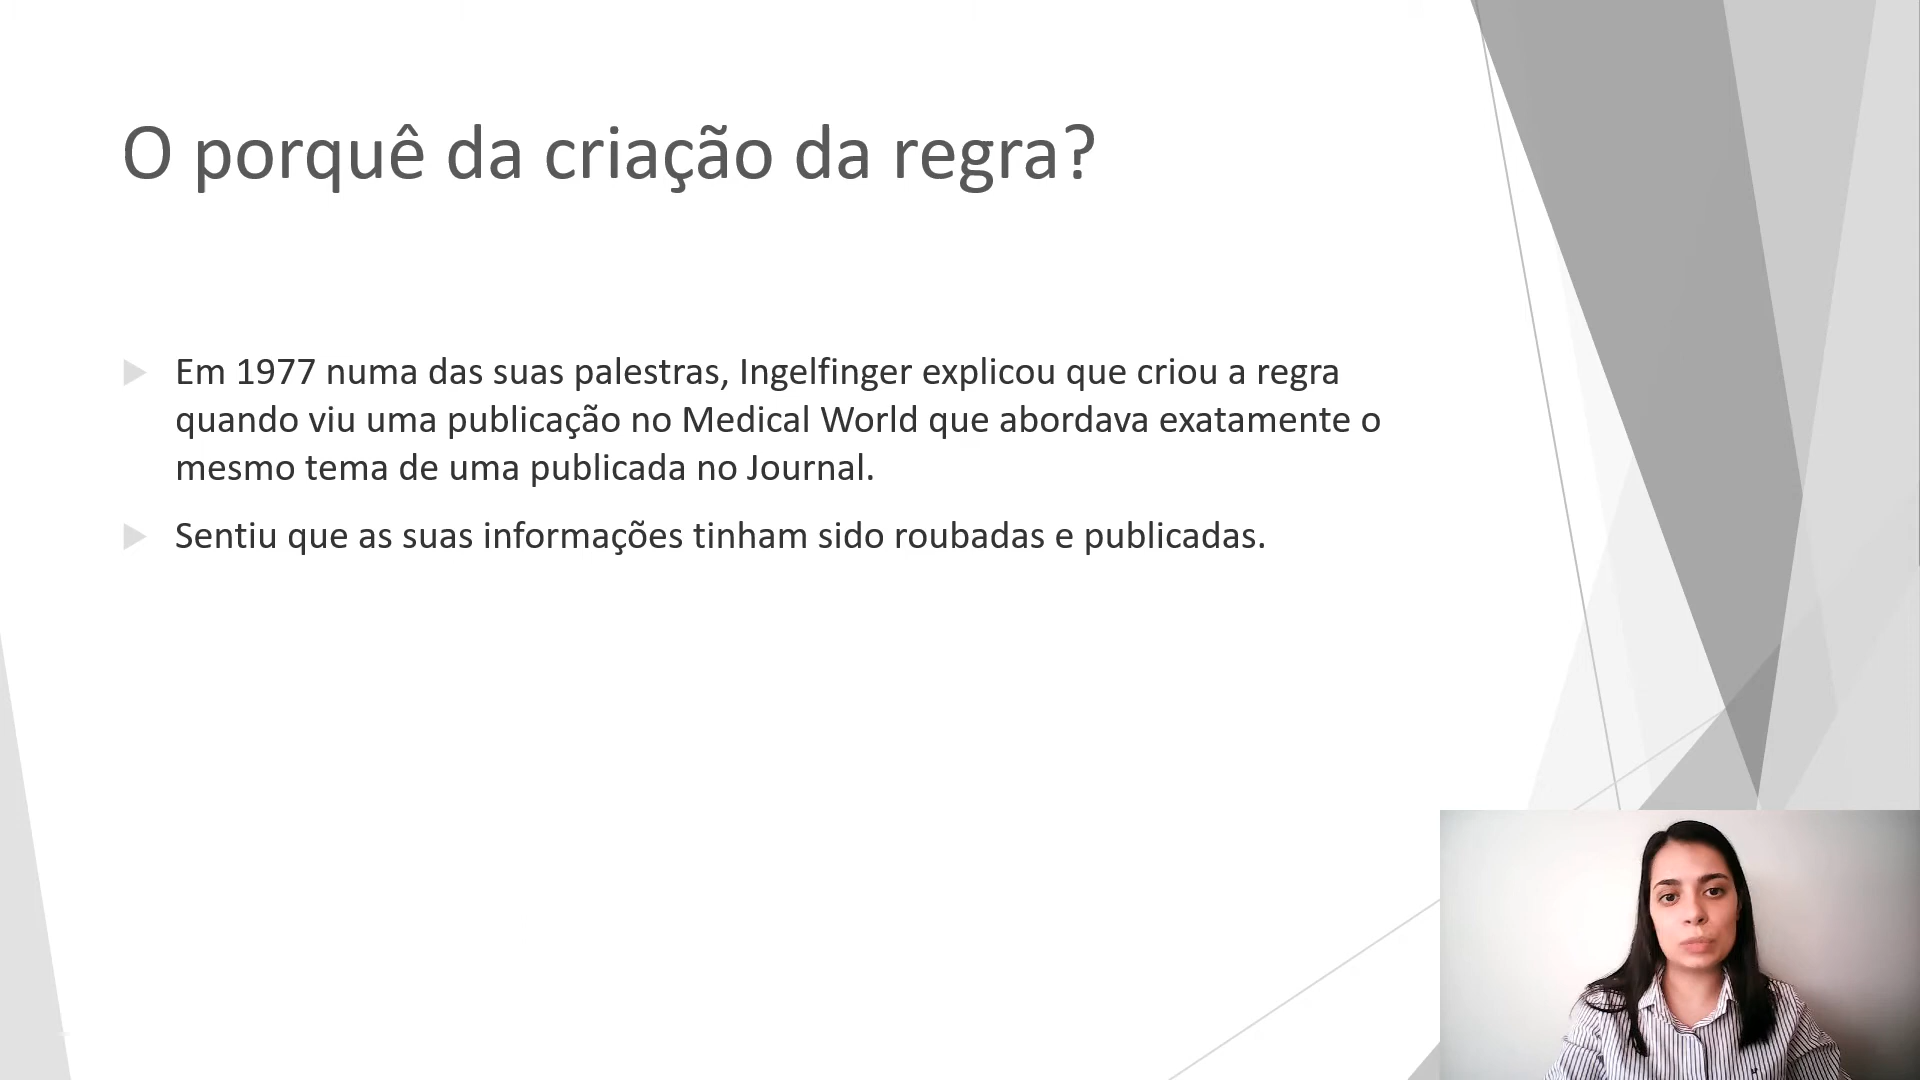 O porquê da criação da regra?
Em 1977 numa das suas palestras, Ingelfinger explicou que criou a regra
quando viu uma publicação no Medical World que abordava exatamente o
mesmo tema de uma publicada no Journal.
Sentiu que as suas informações tinham sido roubadas e publicadas.